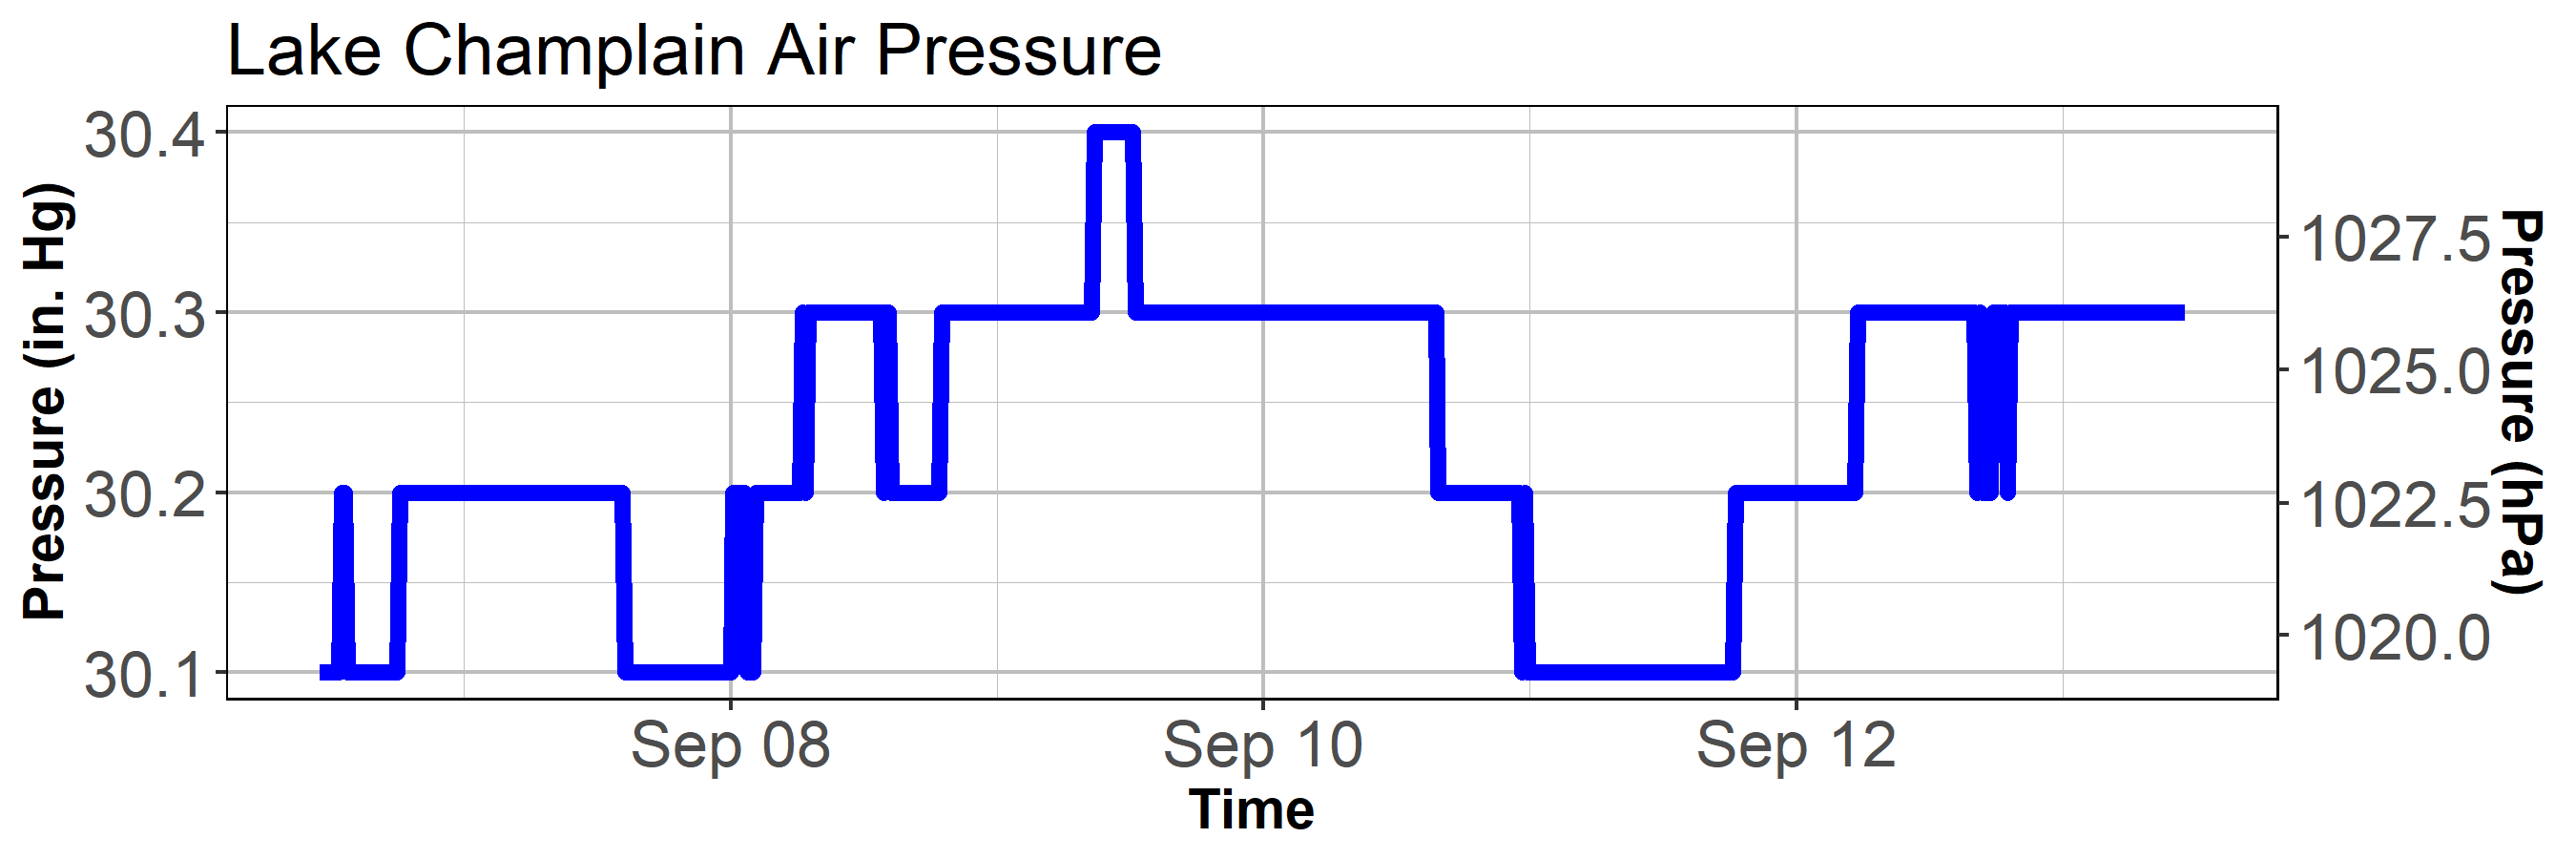 Lake Champlain Air Pressure
30.4
30.3
30.2
30.1
Pressure (in. Hg)
1027.5
1025.0
1022.5
1020.0
Pressure (hPa)
Sep 08
Sep 10
Sep 12
Time